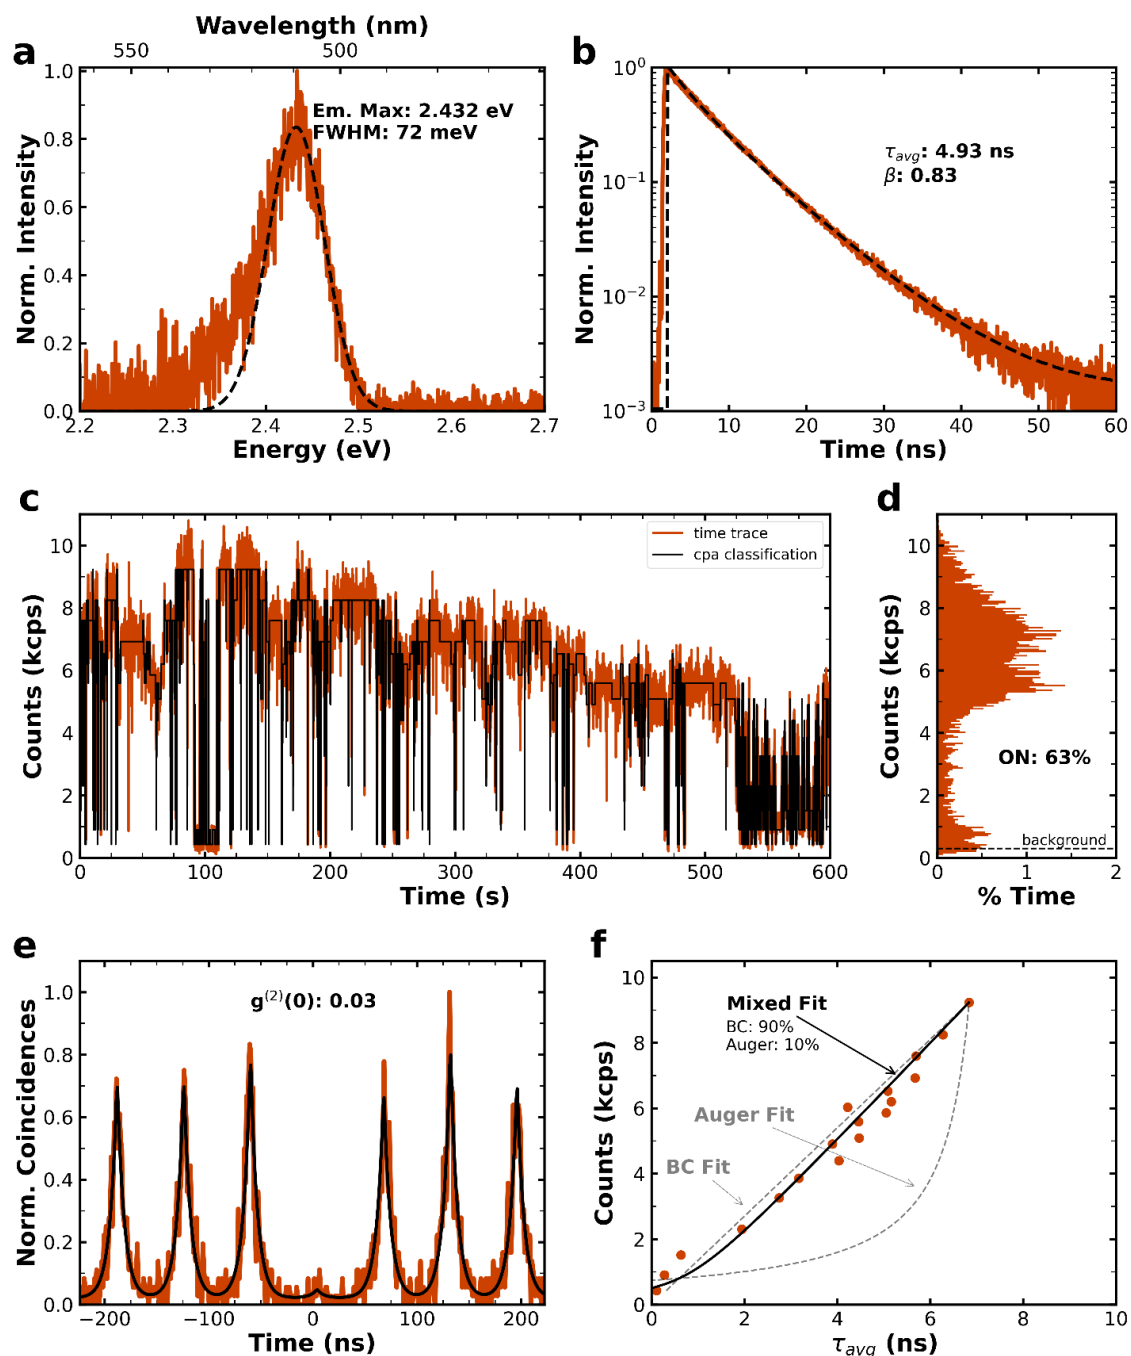 a
Wavelength (nm)
550 500
Em. Max: 2.432 eV
FWHM: 72 meV
Norm. Intensity
1.0
0.8
0.6
0.4
0.2
0.0
2.2 2.3 2.4 2.5 2.6 2.7
Energy (eV)
b
τavg: 4.93 ns
β: 0.83
Norm. Intensity
10⁰
10⁻¹
10⁻²
10⁻³
0 10 20 30 40 50 60
Time (ns)
c
time trace
cpa classification
Counts (kcps)
10
8
6
4
2
0
0 100 200 300 400 500 600
Time (s)
d
Counts (kcps)
10
8
6
4
2
0
ON: 63%
background
0 1 2
% Time
e
g⁽²⁾(0): 0.03
Norm. Coincidences
1.0
0.8
0.6
0.4
0.2
0.0
−200 −100 0 100 200
Time (ns)
f
Mixed Fit
BC: 90%
Auger: 10%
Auger Fit
BC Fit
Counts (kcps)
10
8
6
4
2
0
0 2 4 6 8 10
τavg (ns)